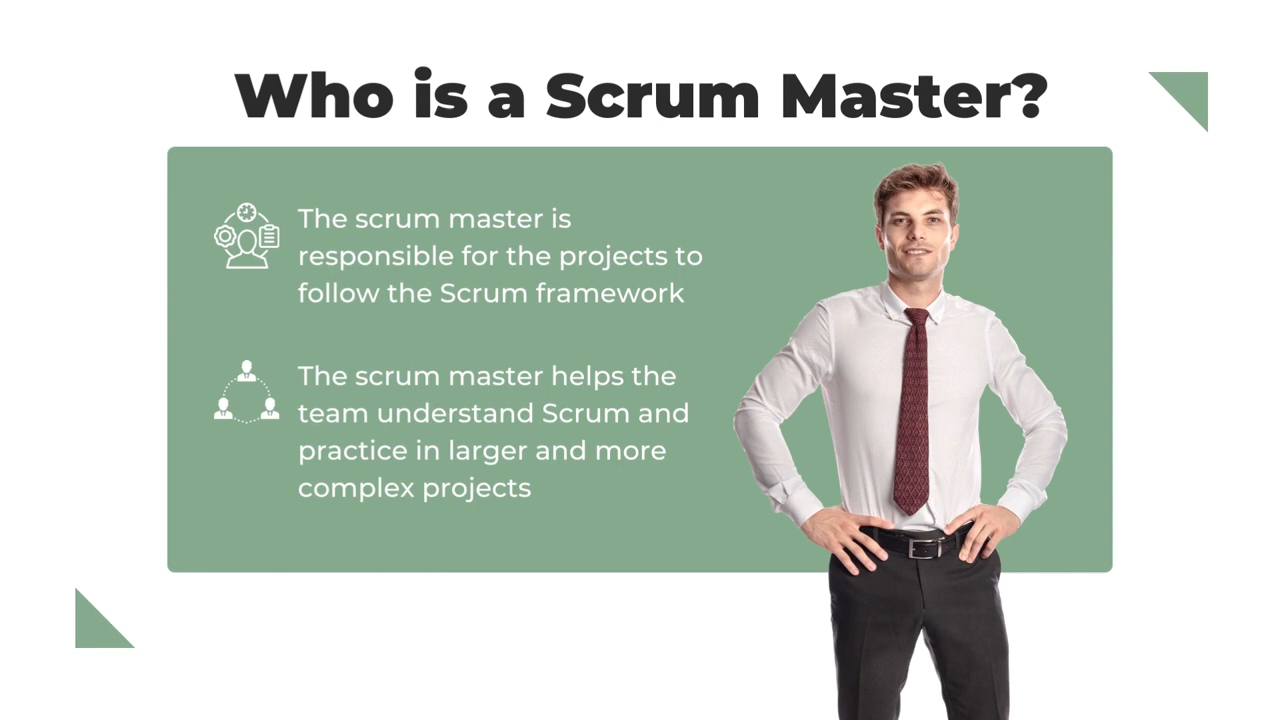 Who is a Scrum Master?
The scrum master is
responsible for the projects to
follow the Scrum framework
The scrum master helps the
team understand Scrum and
practice in larger and more
complex projects